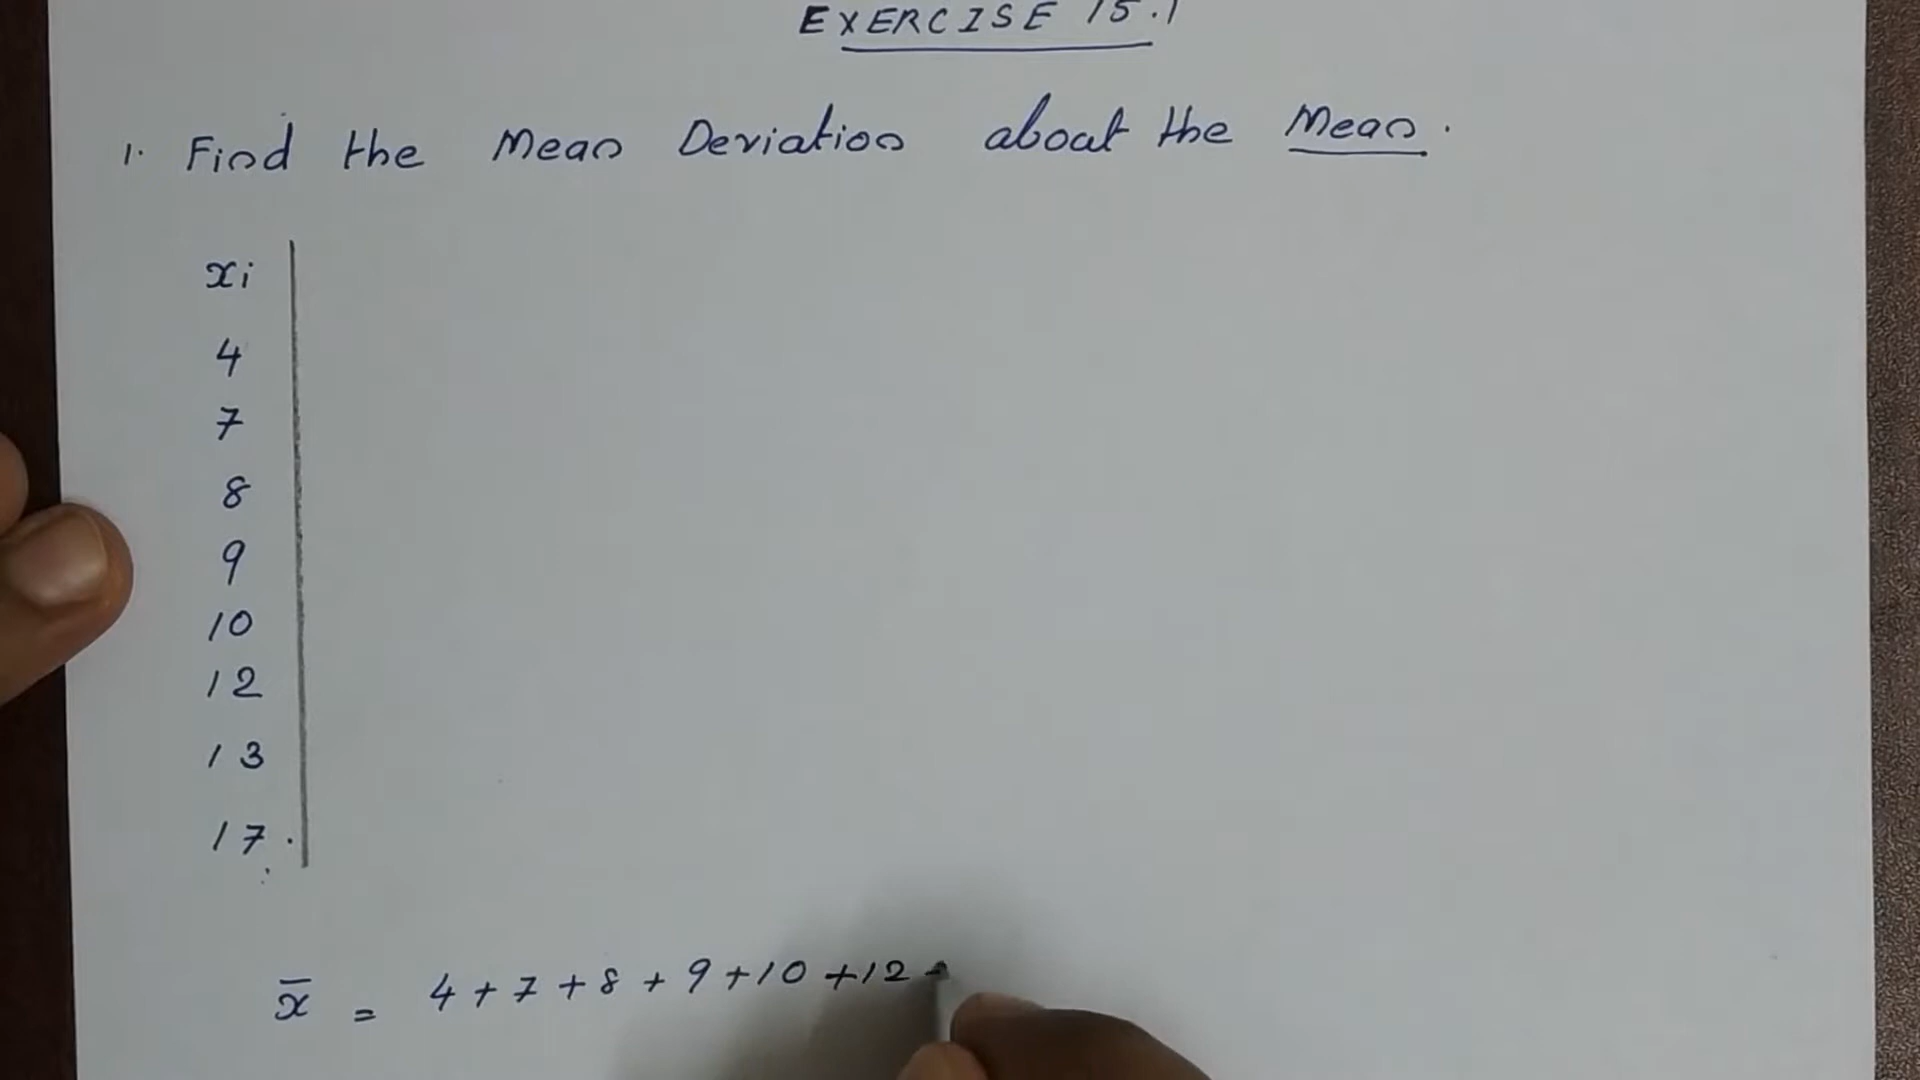 EXERCISE 15.1
1. Find the Mean Deviation about the Mean.
xi
4
7
8
9
10
12
13
17.
x̄ = 4+7+8+9+10+12